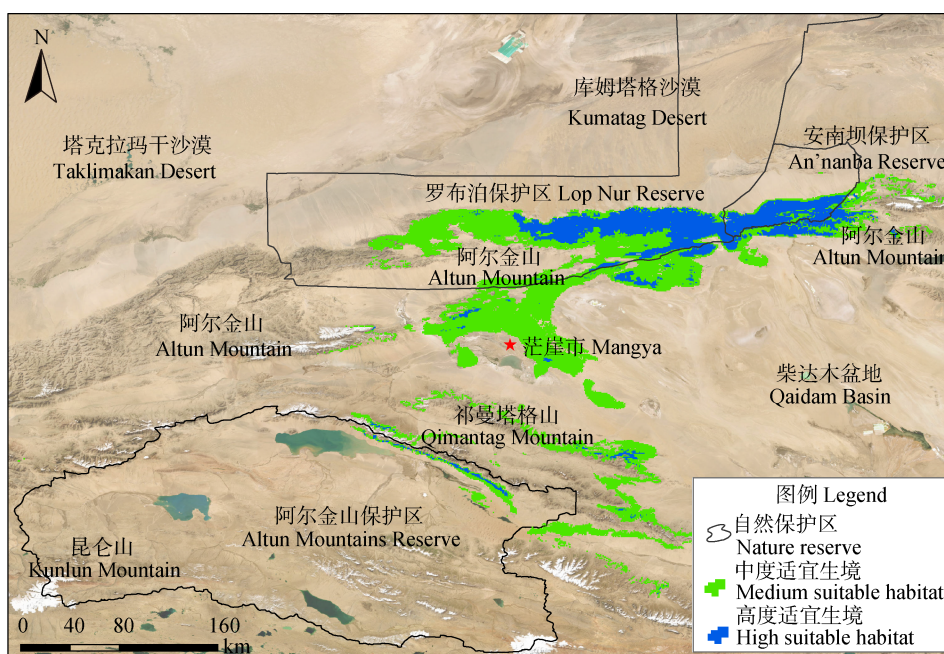 N
库姆塔格沙漠
Kumatag Desert
塔克拉玛干沙漠
Taklimakan Desert
安南坝保护区
An'nanba Reserve
罗布泊保护区 Lop Nur Reserve
阿尔金山
Altun Mountain
阿尔金山
Altun Mountain
阿尔金山
Altun Mountain
茫崖市 Mangya
柴达木盆地
Qaidam Basin
祁曼塔格山
Qimantag Mountain
阿尔金山保护区
Altun Mountains Reserve
昆仑山
Kunlun Mountain
图例 Legend
自然保护区
Nature reserve
中度适宜生境
Medium suitable habitat
高度适宜生境
High suitable habitat
0 40 80 160
km